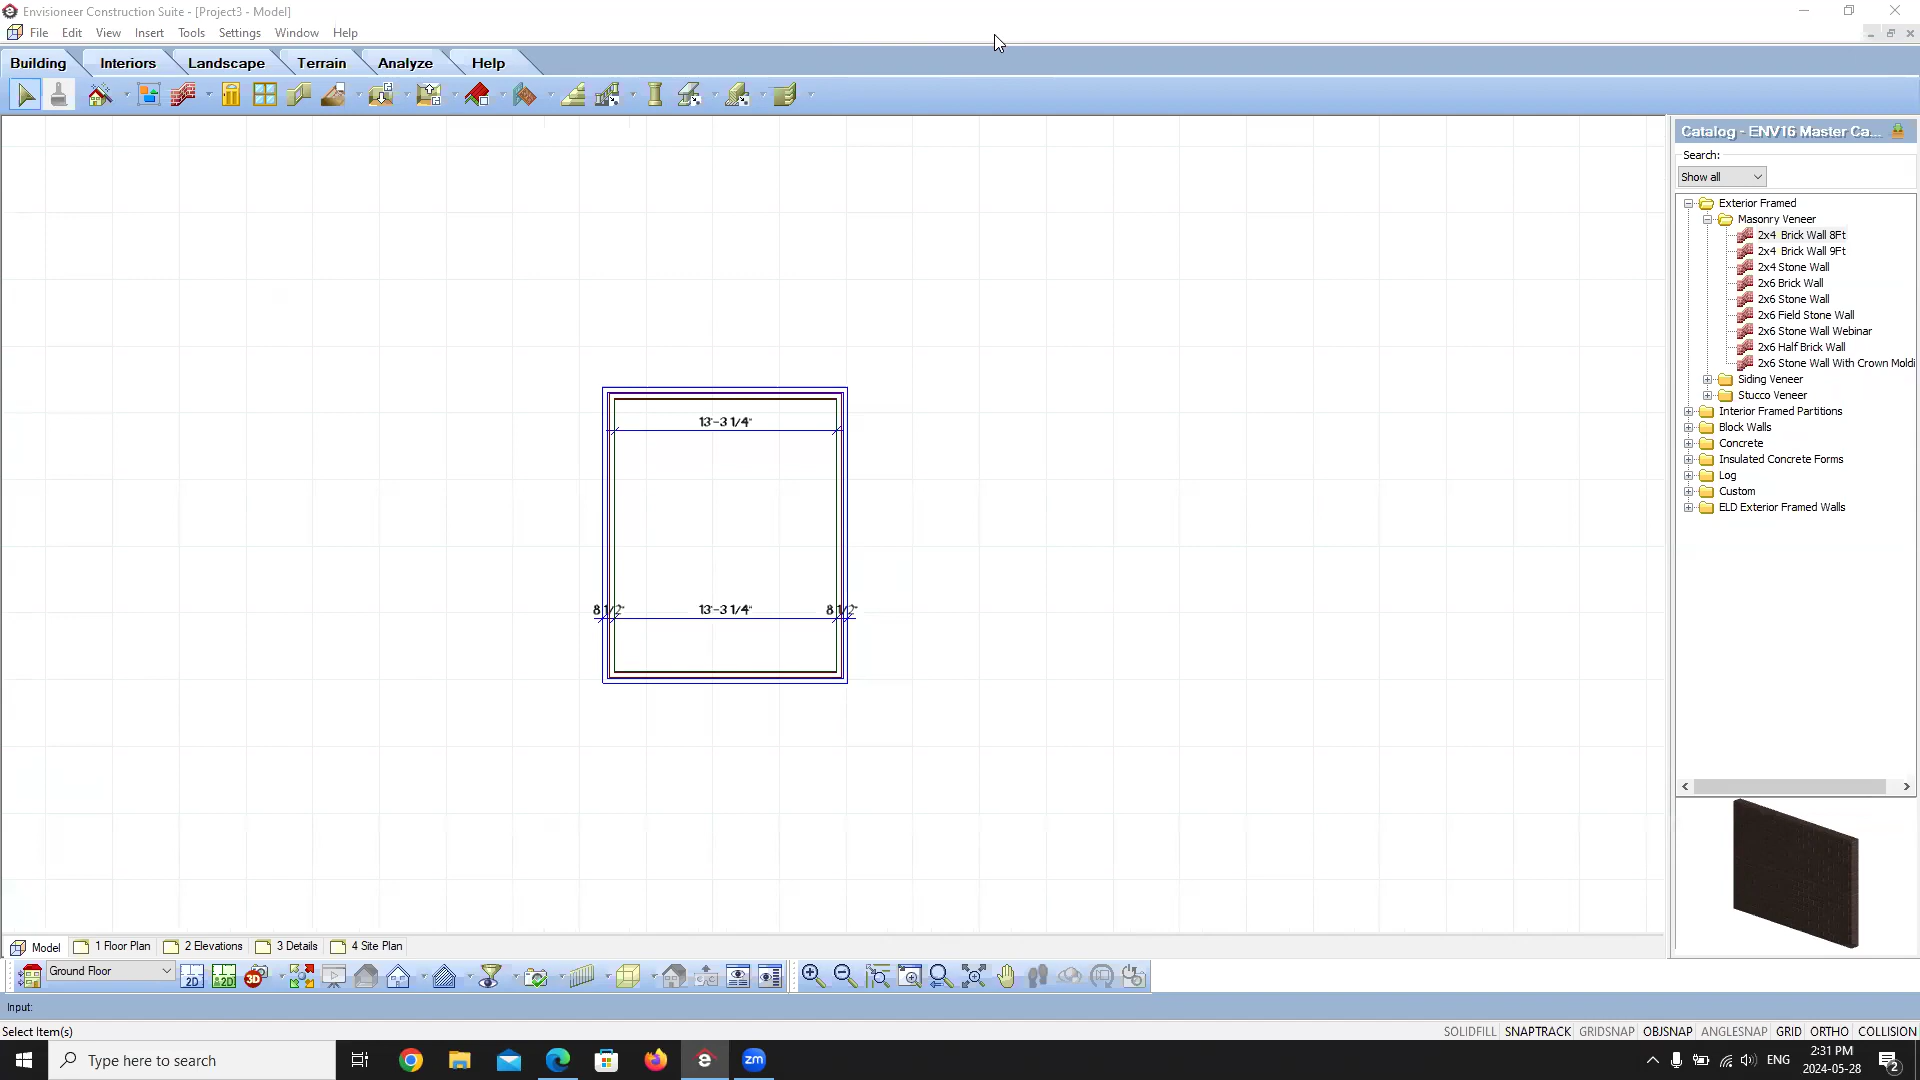 Envisioneer Construction Suite - [Project3 - Model]
File Edit View Insert Tools Settings Window Help
Building Interiors Landscape Terrain Analyze Help
Catalog - ENV16 Master Ca...
Search:
Show all
Exterior Framed
Masonry Veneer
2x4 Brick Wall 8Ft
2x4 Brick Wall 9Ft
2x4 Stone Wall
2x6 Brick Wall
2x6 Stone Wall
2x6 Field Stone Wall
2x6 Stone Wall Webinar
2x6 Half Brick Wall
2x6 Stone Wall With Crown Moldi
Siding Veneer
Stucco Veneer
Interior Framed Partitions
Block Walls
Concrete
Insulated Concrete Forms
Log
Custom
ELD Exterior Framed Walls
13'-3 1/4"
8 1/2" 13'-3 1/4" 8 1/2"
Model 1 Floor Plan 2 Elevations 3 Details 4 Site Plan
Ground Floor 2D 2D 3D
Input:
Select Item(s) SOLIDFILL SNAPTRACK GRIDSNAP OBJSNAP ANGLESNAP GRID ORTHO COLLISION
Type here to search zm ENG 2:31 PM
2024-05-28 2